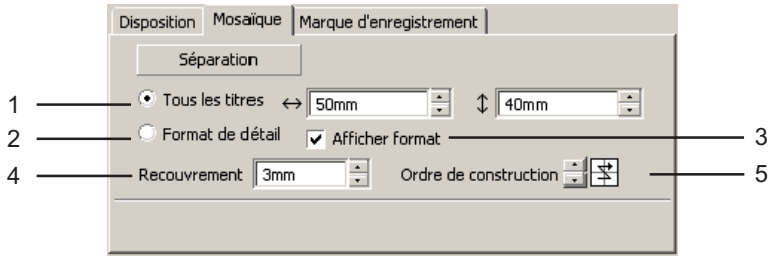 Disposition Mosaïque Marque d'enregistrement
Séparation
1 Tous les titres 50mm 40mm
2 Format de détail Afficher format 3
4 Recouvrement 3mm Ordre de construction 5